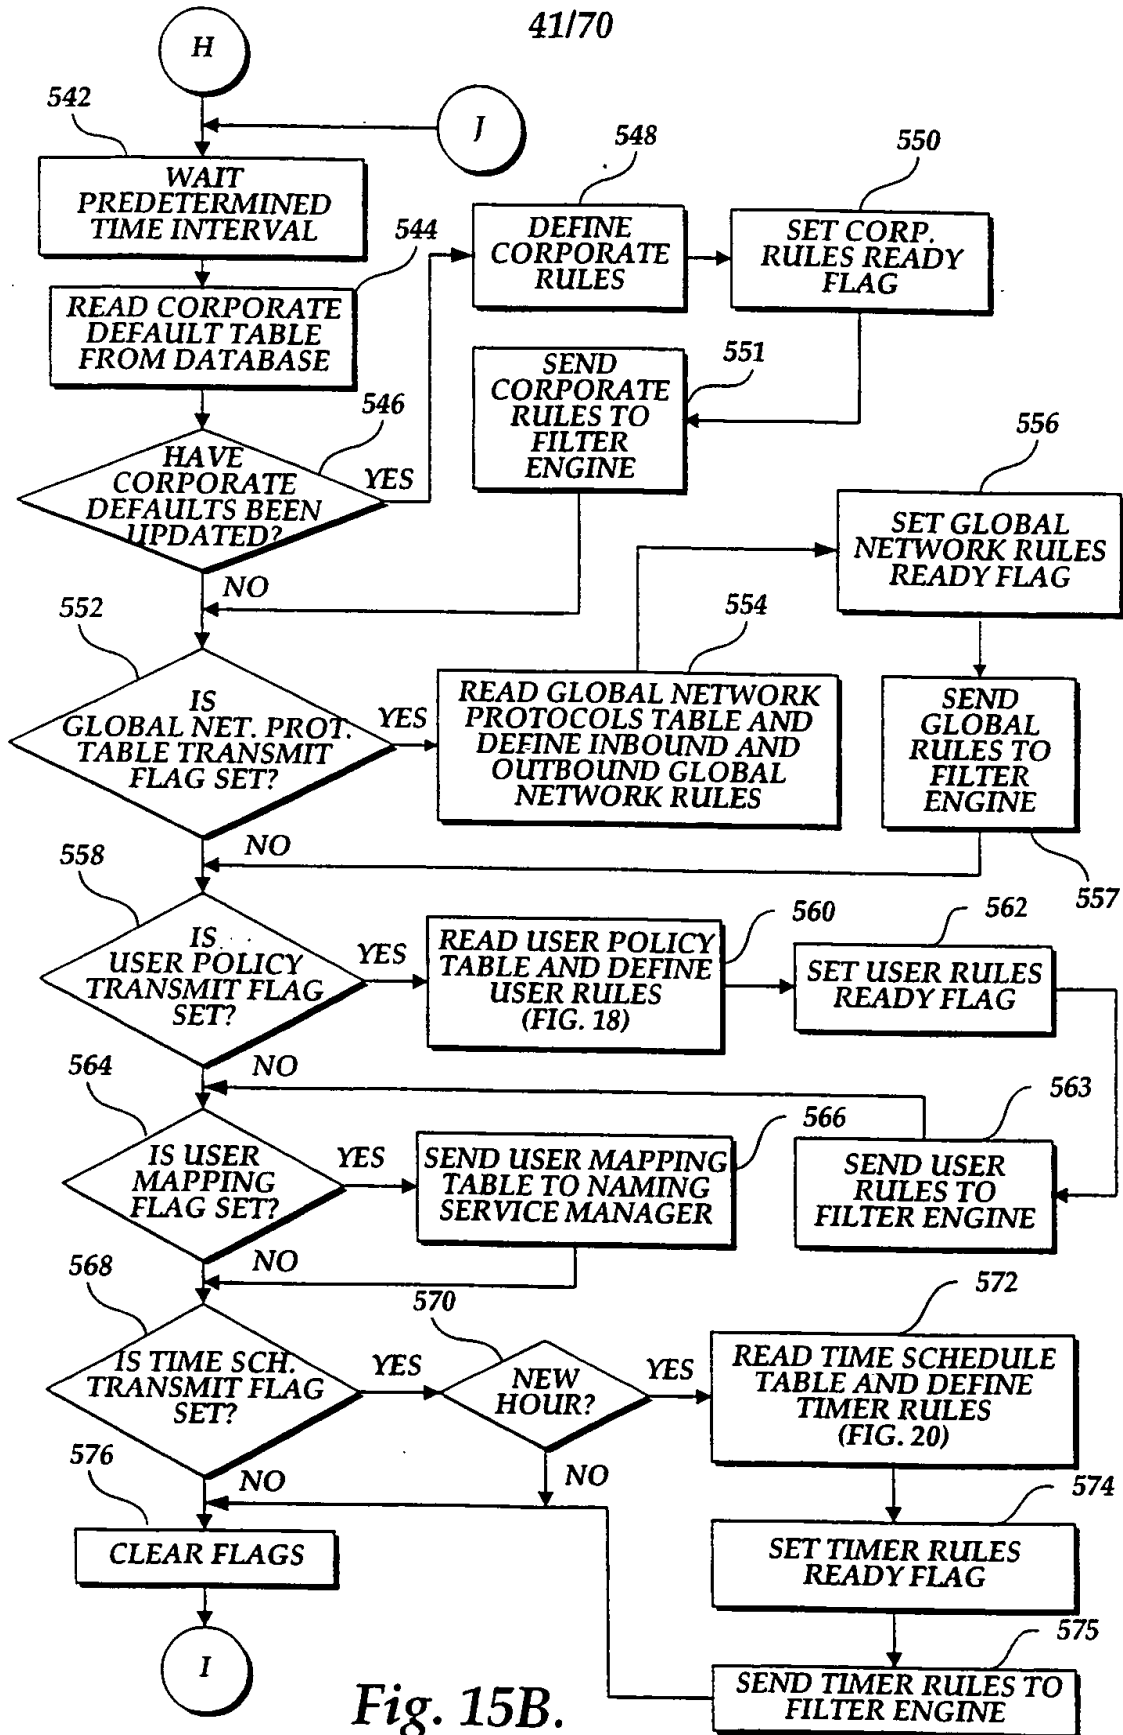 41/70
H
J
542
WAIT
PREDETERMINED
TIME INTERVAL
544
READ CORPORATE
DEFAULT TABLE
FROM DATABASE
546
HAVE
CORPORATE
DEFAULTS BEEN
UPDATED?
YES
NO
548
DEFINE
CORPORATE
RULES
550
SET CORP.
RULES READY
FLAG
551
SEND
CORPORATE
RULES TO
FILTER
ENGINE
552
IS
GLOBAL NET. PROT.
TABLE TRANSMIT
FLAG SET?
YES
NO
554
READ GLOBAL NETWORK
PROTOCOLS TABLE AND
DEFINE INBOUND AND
OUTBOUND GLOBAL
NETWORK RULES
556
SET GLOBAL
NETWORK RULES
READY FLAG
SEND
GLOBAL
RULES TO
FILTER
ENGINE
557
558
IS
USER POLICY
TRANSMIT FLAG
SET?
YES
NO
560
READ USER POLICY
TABLE AND DEFINE
USER RULES
(FIG. 18)
562
SET USER RULES
READY FLAG
563
SEND USER
RULES TO
FILTER ENGINE
564
IS USER
MAPPING
FLAG SET?
YES
NO
566
SEND USER MAPPING
TABLE TO NAMING
SERVICE MANAGER
568
IS TIME SCH.
TRANSMIT FLAG
SET?
YES
NO
570
NEW
HOUR?
YES
NO
572
READ TIME SCHEDULE
TABLE AND DEFINE
TIMER RULES
(FIG. 20)
574
SET TIMER RULES
READY FLAG
575
SEND TIMER RULES TO
FILTER ENGINE
576
CLEAR FLAGS
I
Fig. 15B.